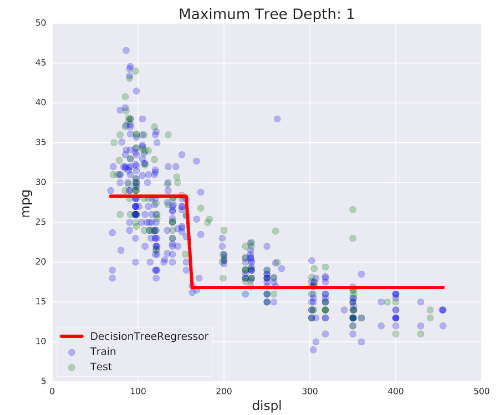 Maximum Tree Depth: 1
50
45
40
35
30
25
20
15
10
5
mpg
DecisionTreeRegressor
Train
Test
0 100 200 300 400 500
displ